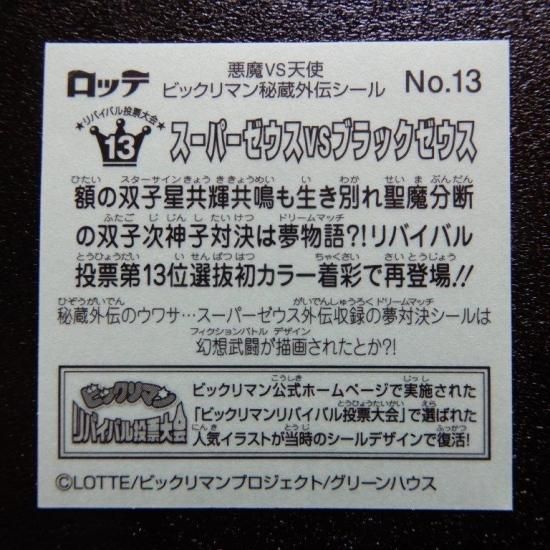 ロッテ
悪魔VS天使
ビックリマン秘蔵外伝シール
No.13
★リバイバル投票大会★
13
スーパーゼウスVSブラックゼウス
ひたい スターサイン きょう き きょうめい い わか せい ま ぶんだん
額の双子星共輝共鳴も生き別れ聖魔分断
ふたご じ じん し たいけつ ドリームマッチ
の双子次神子対決は夢物語?!リバイバル
とうひょうだい い せんばつ はつ ちゃくさい さい とうじょう
投票第13位選抜初カラー着彩で再登場!!
ひぞうがいでん がいでんしゅうろく ドリームマッチ
秘蔵外伝のウワサ…スーパーゼウス外伝収録の夢対決シールは
フィクションバトル デザイン
幻想武闘が描画されたとか?!
ビックリマン
リバイバル投票大会
こうしき じっし
ビックリマン公式ホームページで実施された
とうひょうたいかい えら
「ビックリマンリバイバル投票大会」で選ばれた
にんき とうじ ふっかつ
人気イラストが当時のシールデザインで復活!
©LOTTE/ビックリマンプロジェクト/グリーンハウス